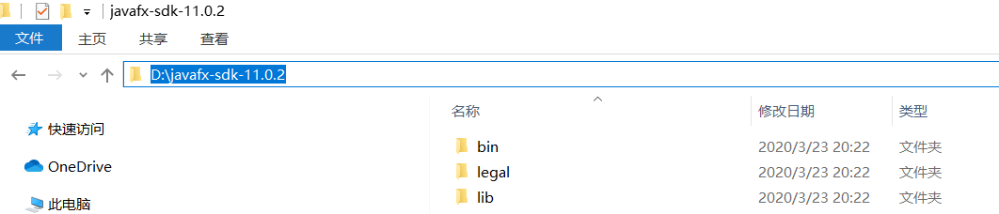 javafx-sdk-11.0.2
文件 主页 共享 查看
D:\javafx-sdk-11.0.2
名称 修改日期 类型
快速访问
bin 2020/3/23 20:22 文件夹
OneDrive
legal 2020/3/23 20:22 文件夹
此电脑
lib 2020/3/23 20:22 文件夹